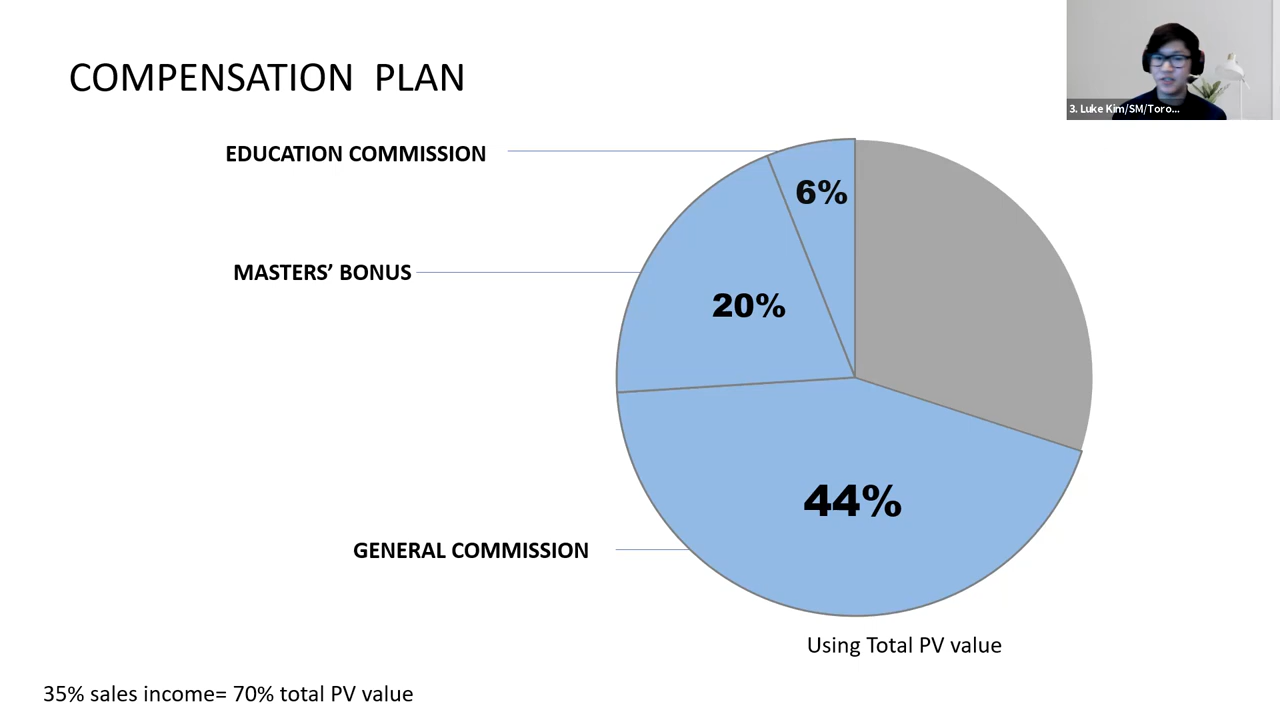 COMPENSATION PLAN
3. Luke Kim/SM/Toro...
EDUCATION COMMISSION
6%
MASTERS’ BONUS
20%
44%
GENERAL COMMISSION
Using Total PV value
35% sales income= 70% total PV value